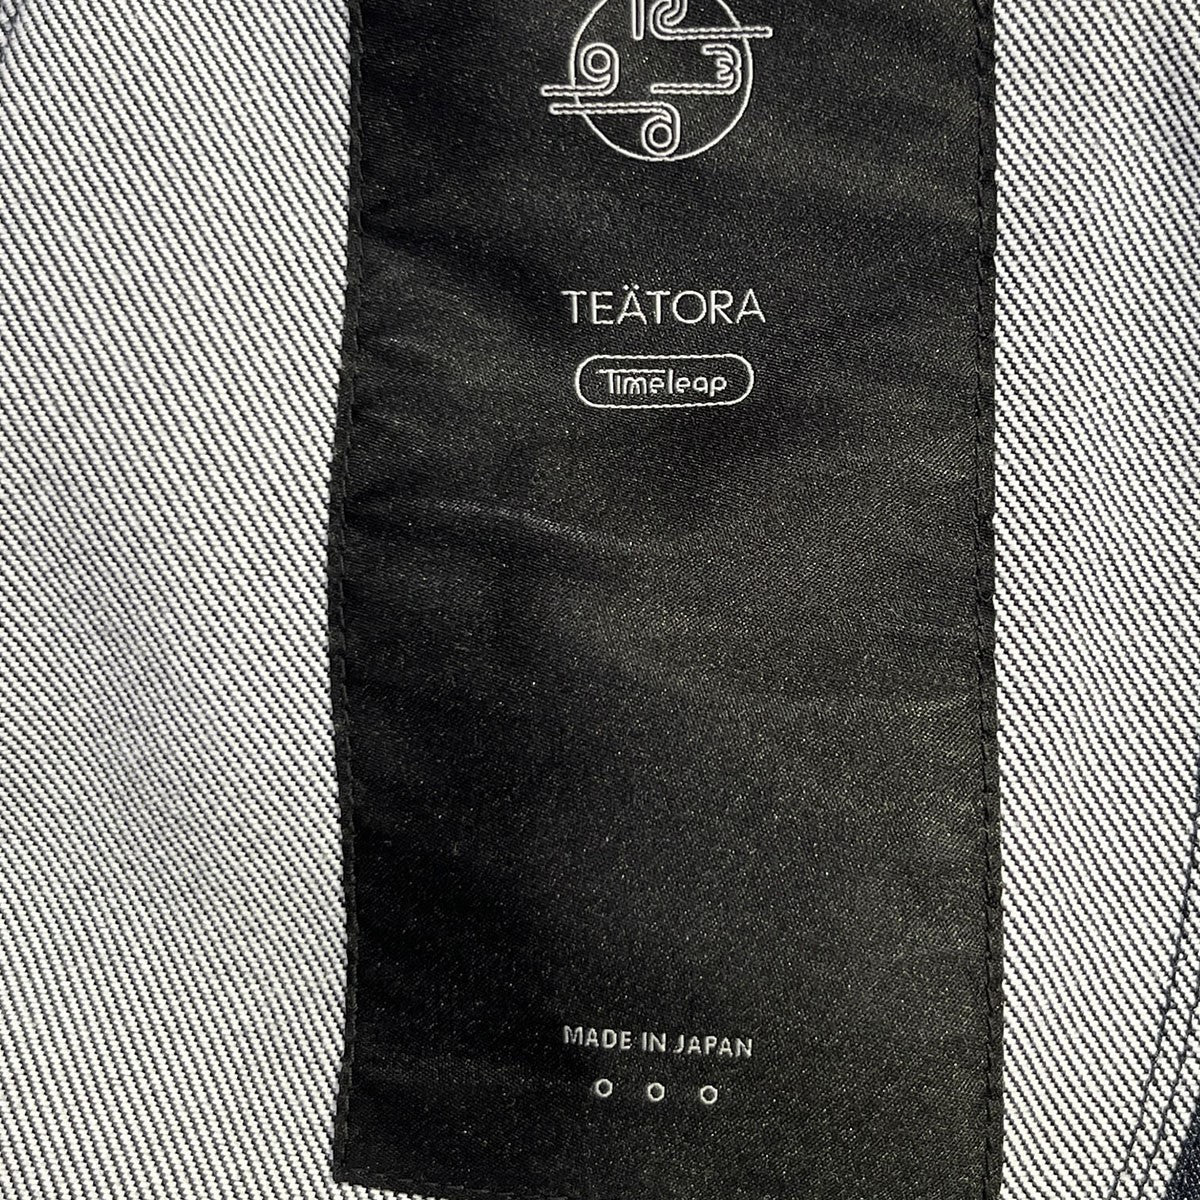 12
9 3
6
TEÄTORA
Timeleap
MADE IN JAPAN